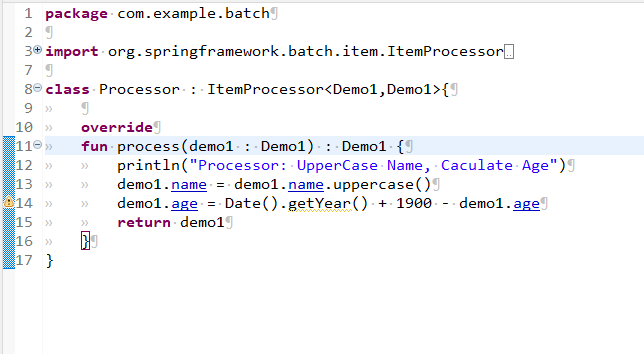 1 package com.example.batch
2
3 import org.springframework.batch.item.ItemProcessor..
7
8 class Processor : ItemProcessor<Demo1,Demo1>{
9
10 override
11 fun process(demo1 : Demo1) : Demo1 {
12 println("Processor: UpperCase Name, Caculate Age")
13 demo1.name = demo1.name.uppercase()
14 demo1.age = Date().getYear() + 1900 - demo1.age
15 return demo1
16 }
17 }